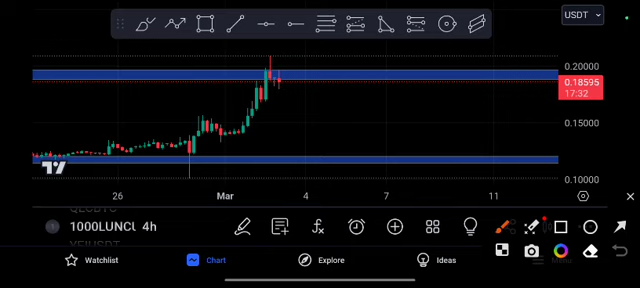 USDT
0.20000
0.18595
17:32
0.15000
0.10000
26 Mar 4 7 11
1 1000LUNC 4h
Watchlist Chart Explore Ideas